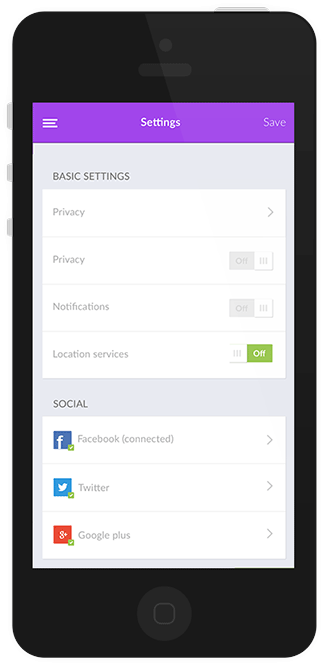 Settings
Save
BASIC SETTINGS
Privacy
Privacy
Off
Notifications
Off
Location services
Off
SOCIAL
f
Facebook (connected)
Twitter
g+
Google plus